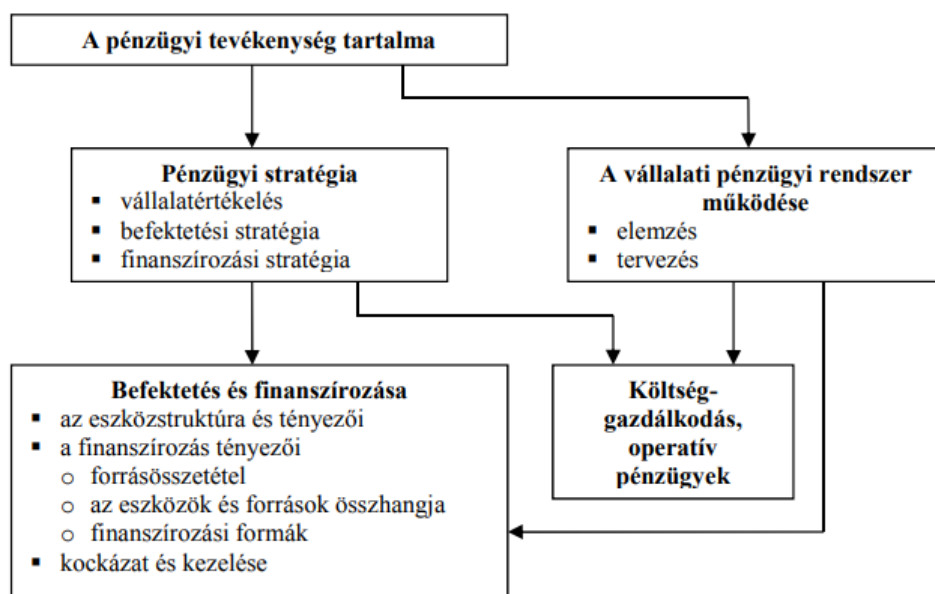 A pénzügyi tevékenység tartalma
Pénzügyi stratégia
▪ vállalatértékelés
▪ befektetési stratégia
▪ finanszírozási stratégia
A vállalati pénzügyi rendszer
működése
▪ elemzés
▪ tervezés
Befektetés és finanszírozása
▪ az eszközstruktúra és tényezői
▪ a finanszírozás tényezői
o forrásösszetétel
o az eszközök és források összhangja
o finanszírozási formák
▪ kockázat és kezelése
Költség-
gazdálkodás,
operatív
pénzügyek